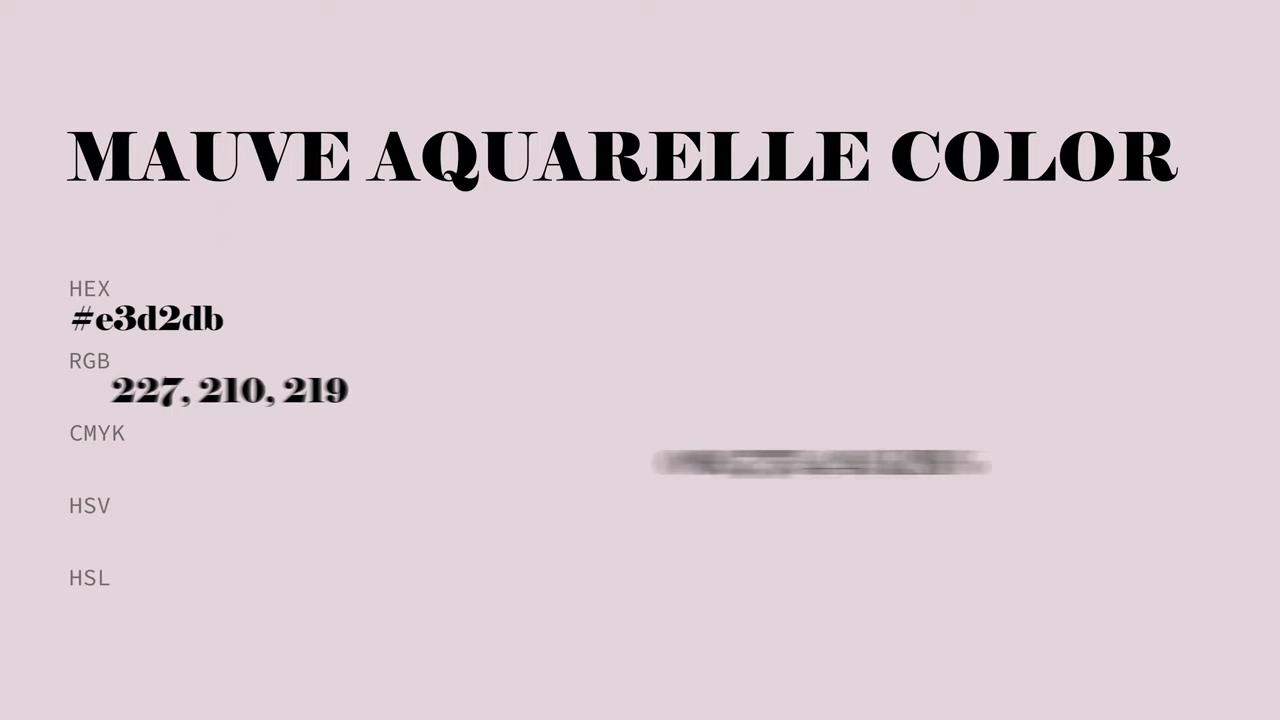 MAUVE AQUARELLE COLOR
HEX
#e3d2db
RGB
227, 210, 219
CMYK
HSV
HSL